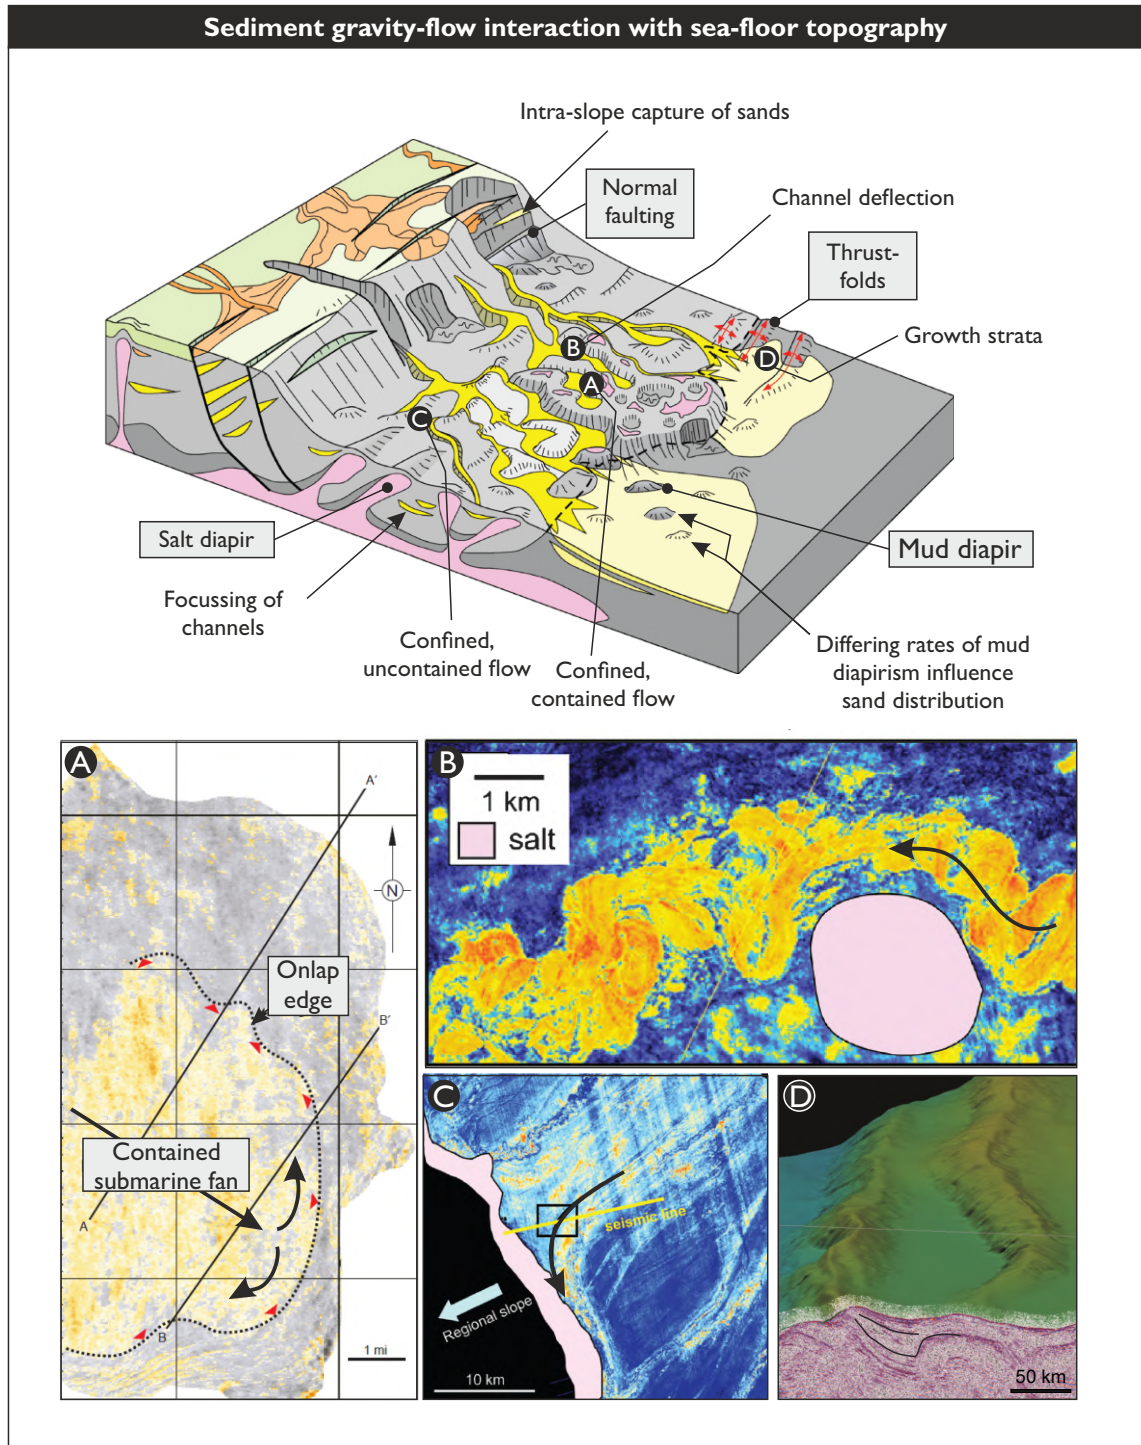 Sediment gravity-flow interaction with sea-floor topography
Intra-slope capture of sands
Normal
faulting
Channel deflection
Thrust-
folds
Growth strata
B
D
A
C
Salt diapir
Mud diapir
Focussing of
channels
Confined,
uncontained flow
Confined,
contained flow
Differing rates of mud
diapirism influence
sand distribution
A
A'
N
Onlap
edge
B'
Contained
submarine fan
A
B
1 mi
B
1 km
salt
C
seismic line
Regional slope
10 km
D
50 km